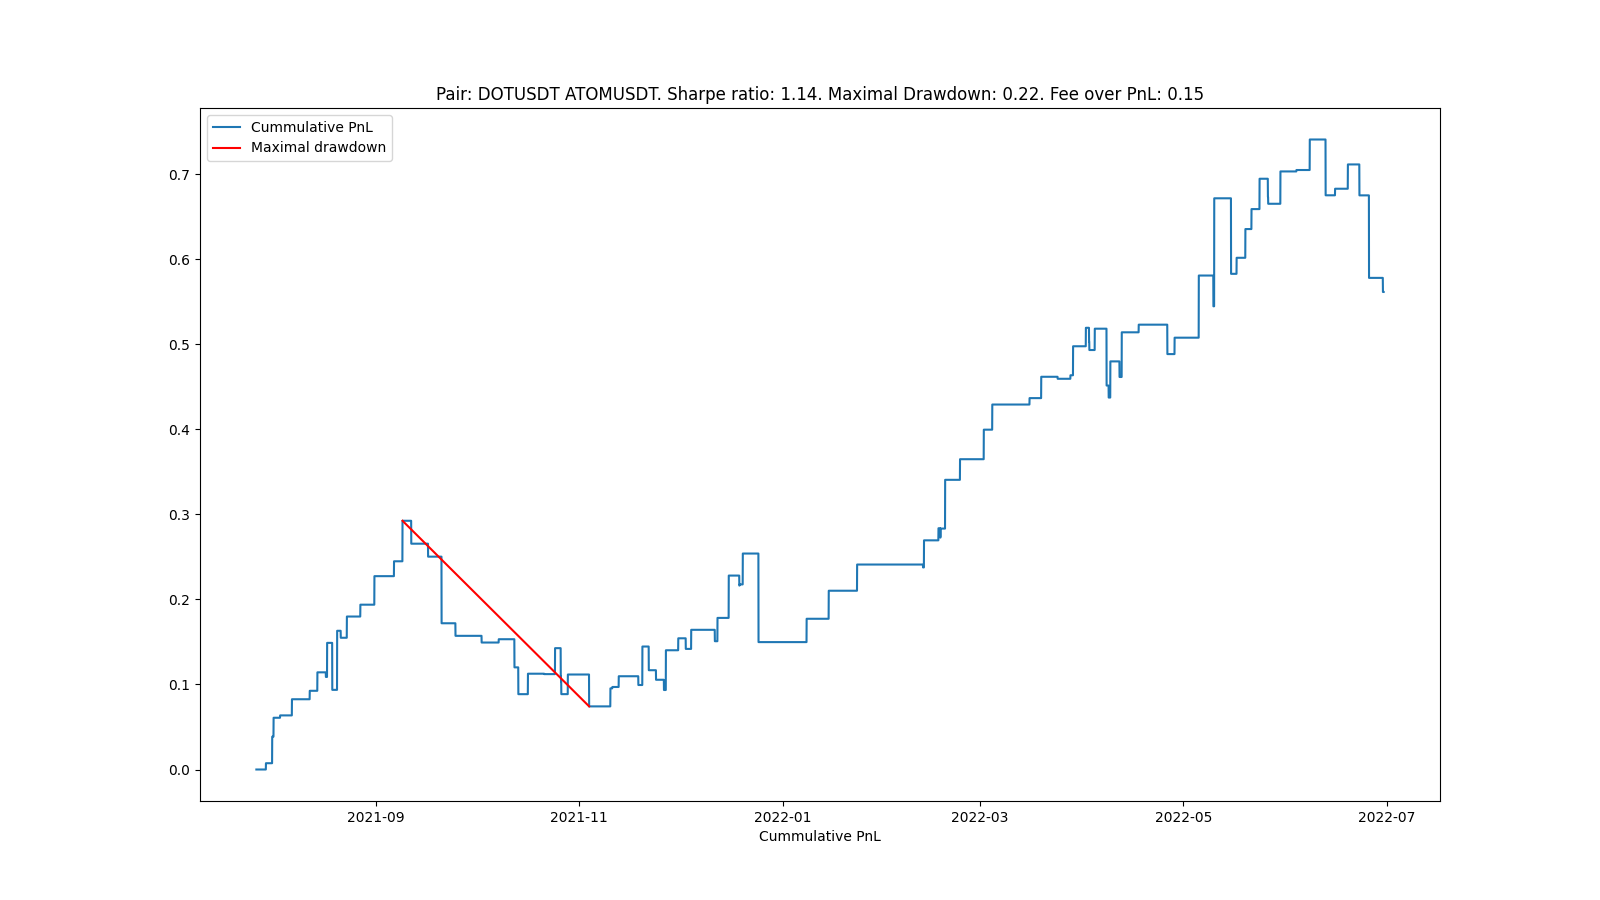 Pair: DOTUSDT ATOMUSDT. Sharpe ratio: 1.14. Maximal Drawdown: 0.22. Fee over PnL: 0.15
Cummulative PnL
Maximal drawdown
0.7
0.6
0.5
0.4
0.3
0.2
0.1
0.0
2021-09 2021-11 2022-01 2022-03 2022-05 2022-07
Cummulative PnL